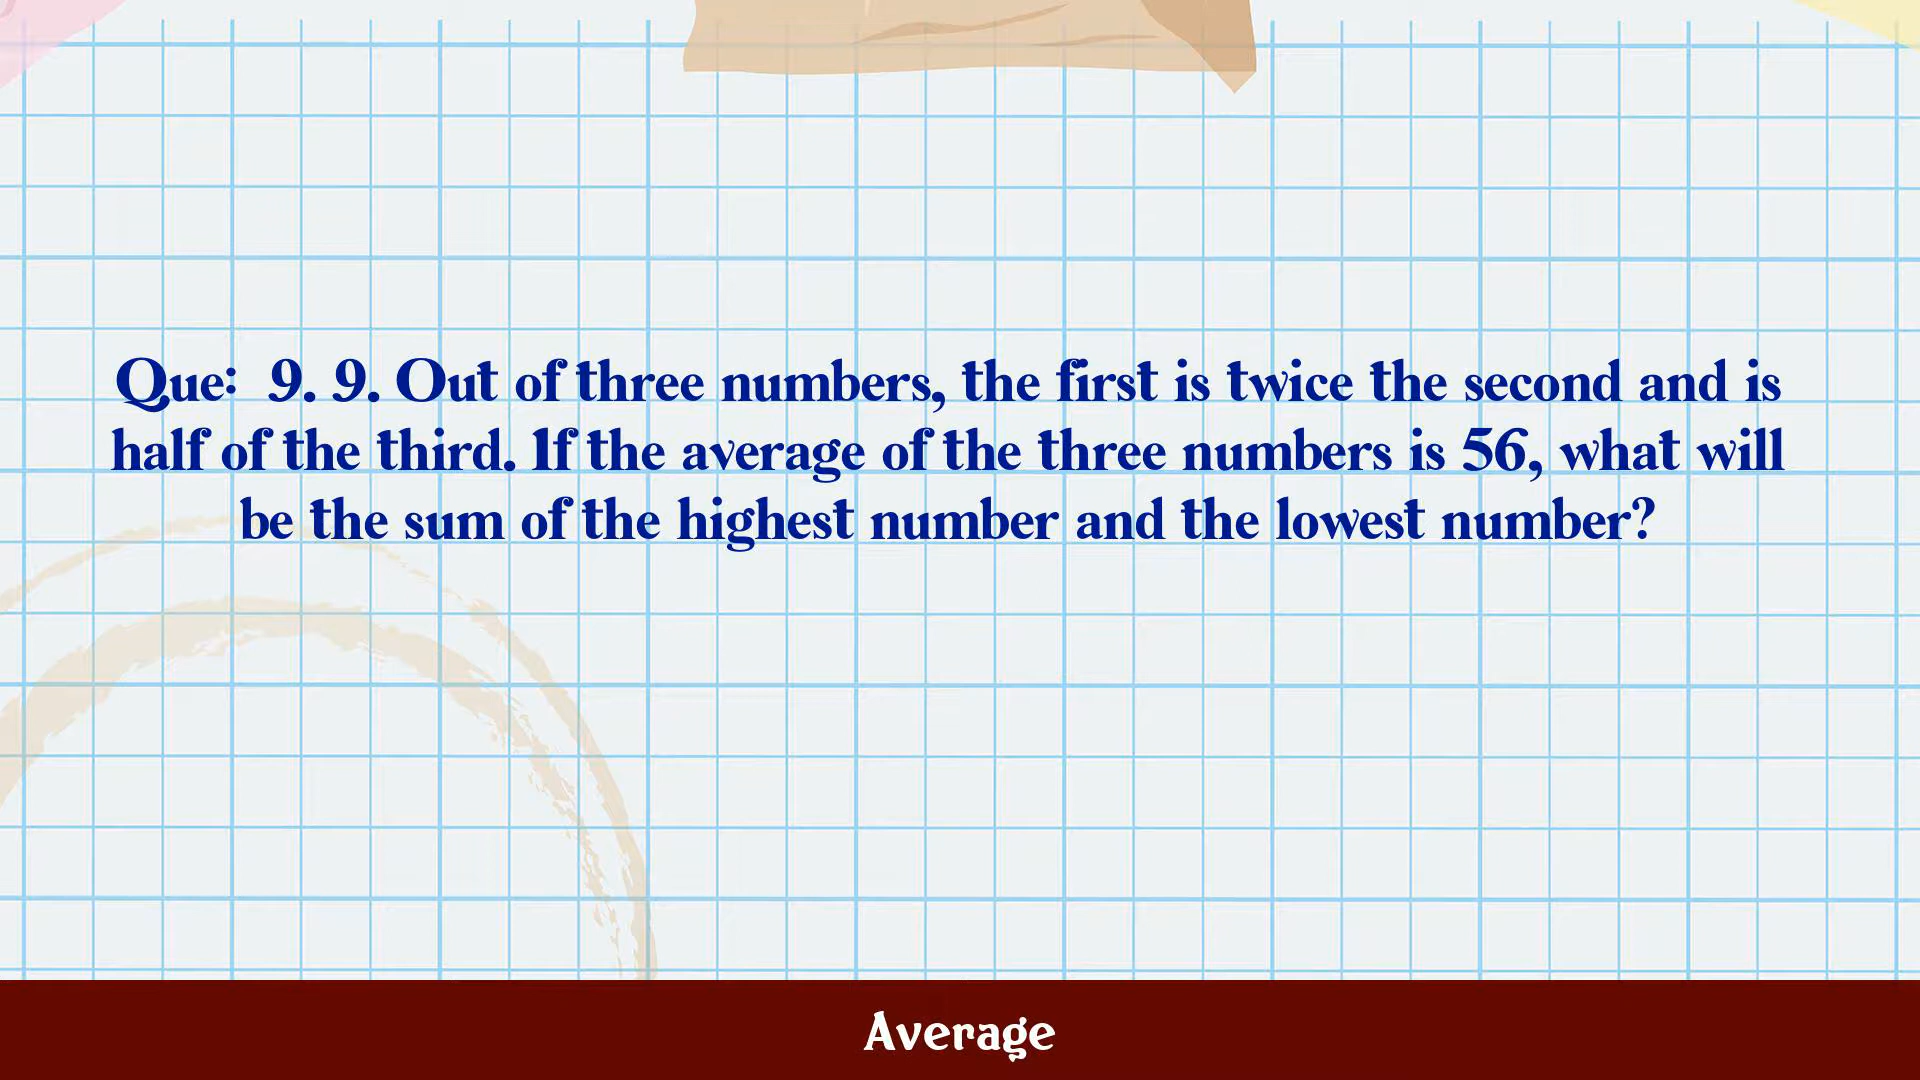 Que:  9. 9. Out of three numbers, the first is twice the second and is
half of the third. If the average of the three numbers is 56, what will
be the sum of the highest number and the lowest number?
Average